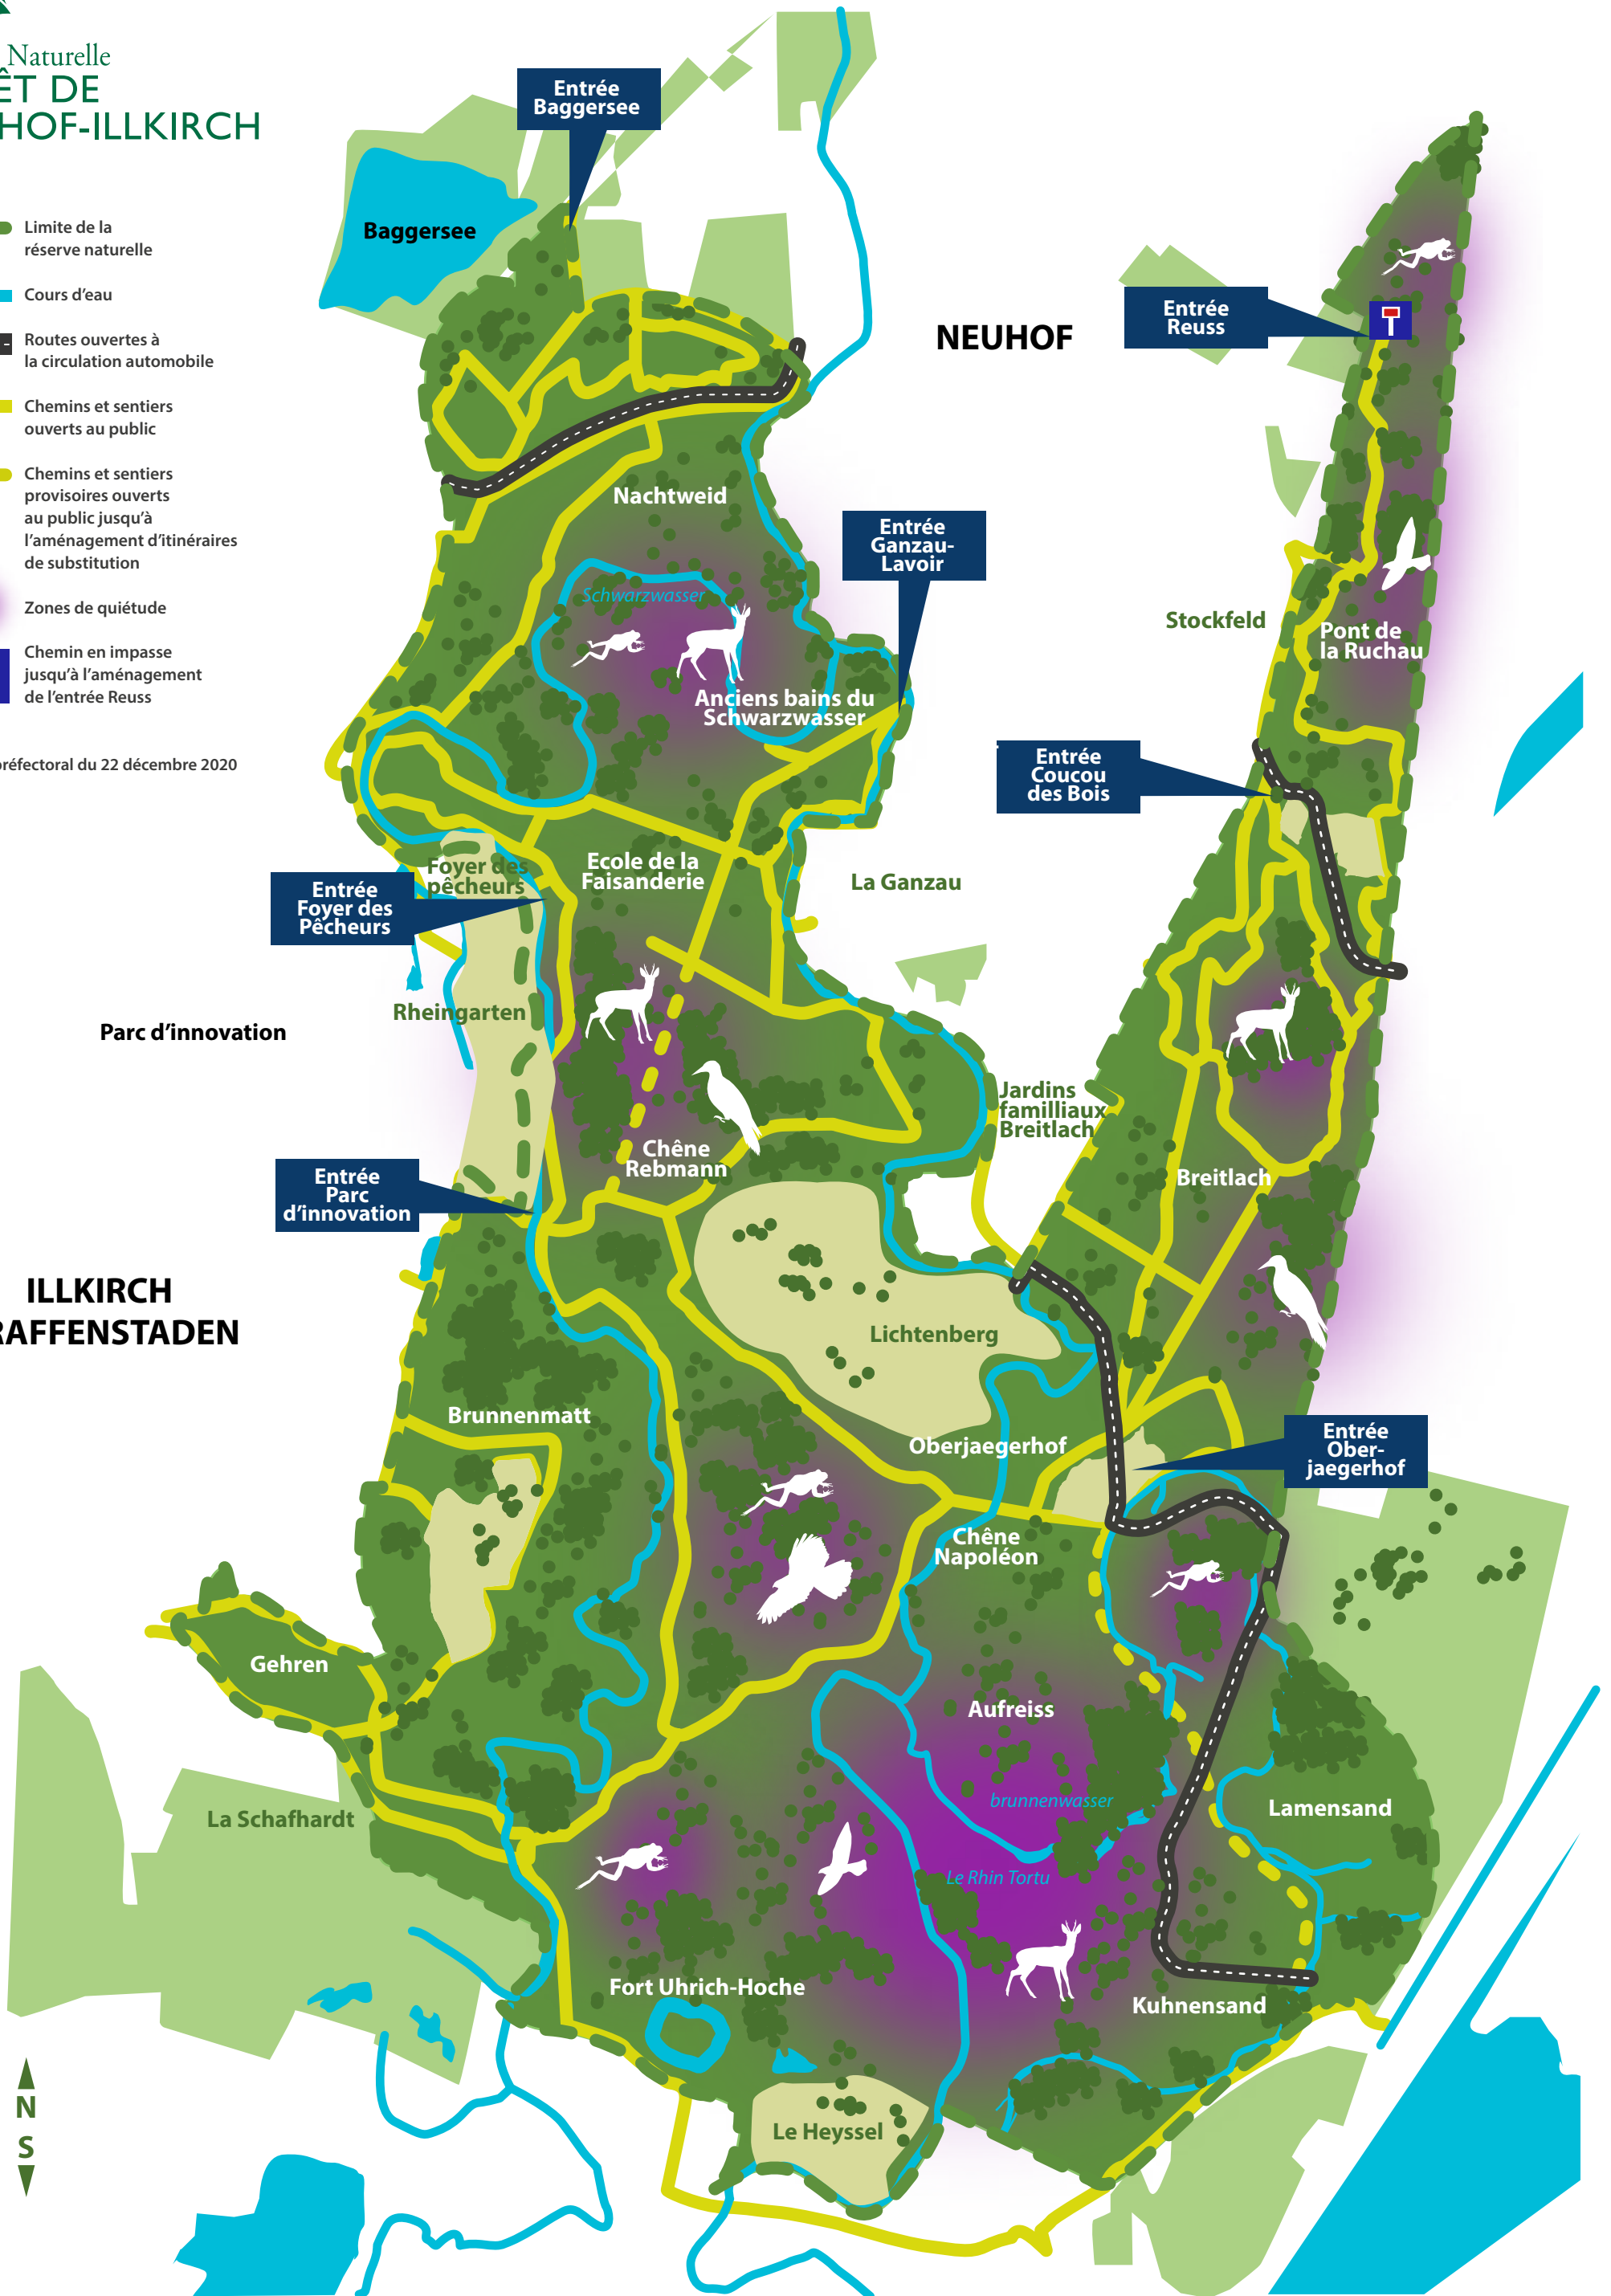 Naturelle
ÊT DE
HOF-ILLKIRCH
Limite de la
réserve naturelle
Cours d'eau
Routes ouvertes à
la circulation automobile
Chemins et sentiers
ouverts au public
Chemins et sentiers
provisoires ouverts
au public jusqu'à
l'aménagement d'itinéraires
de substitution
Zones de quiétude
Chemin en impasse
jusqu'à l'aménagement
de l'entrée Reuss
préfectoral du 22 décembre 2020
Entrée
Baggersee
Baggersee
NEUHOF
Entrée
Reuss
Nachtweid
Entrée
Ganzau-
Lavoir
Schwarzwasser
Stockfeld
Pont de
la Ruchau
Anciens bains du
Schwarzwasser
Entrée
Coucou
des Bois
Foyer des
pêcheurs
Ecole de la
Faisanderie
La Ganzau
Entrée
Foyer des
Pêcheurs
Rheingarten
Parc d'innovation
Jardins
familliaux
Breitlach
Chêne
Rebmann
Breitlach
Entrée
Parc
d'innovation
ILLKIRCH
RAFFENSTADEN
Lichtenberg
Brunnenmatt
Oberjaegerhof
Entrée
Ober-
jaegerhof
Chêne
Napoléon
Gehren
Aufreiss
brunnenwasser
Lamensand
La Schafhardt
Le Rhin Tortu
Fort Uhrich-Hoche
Kuhnensand
Le Heyssel
N
S